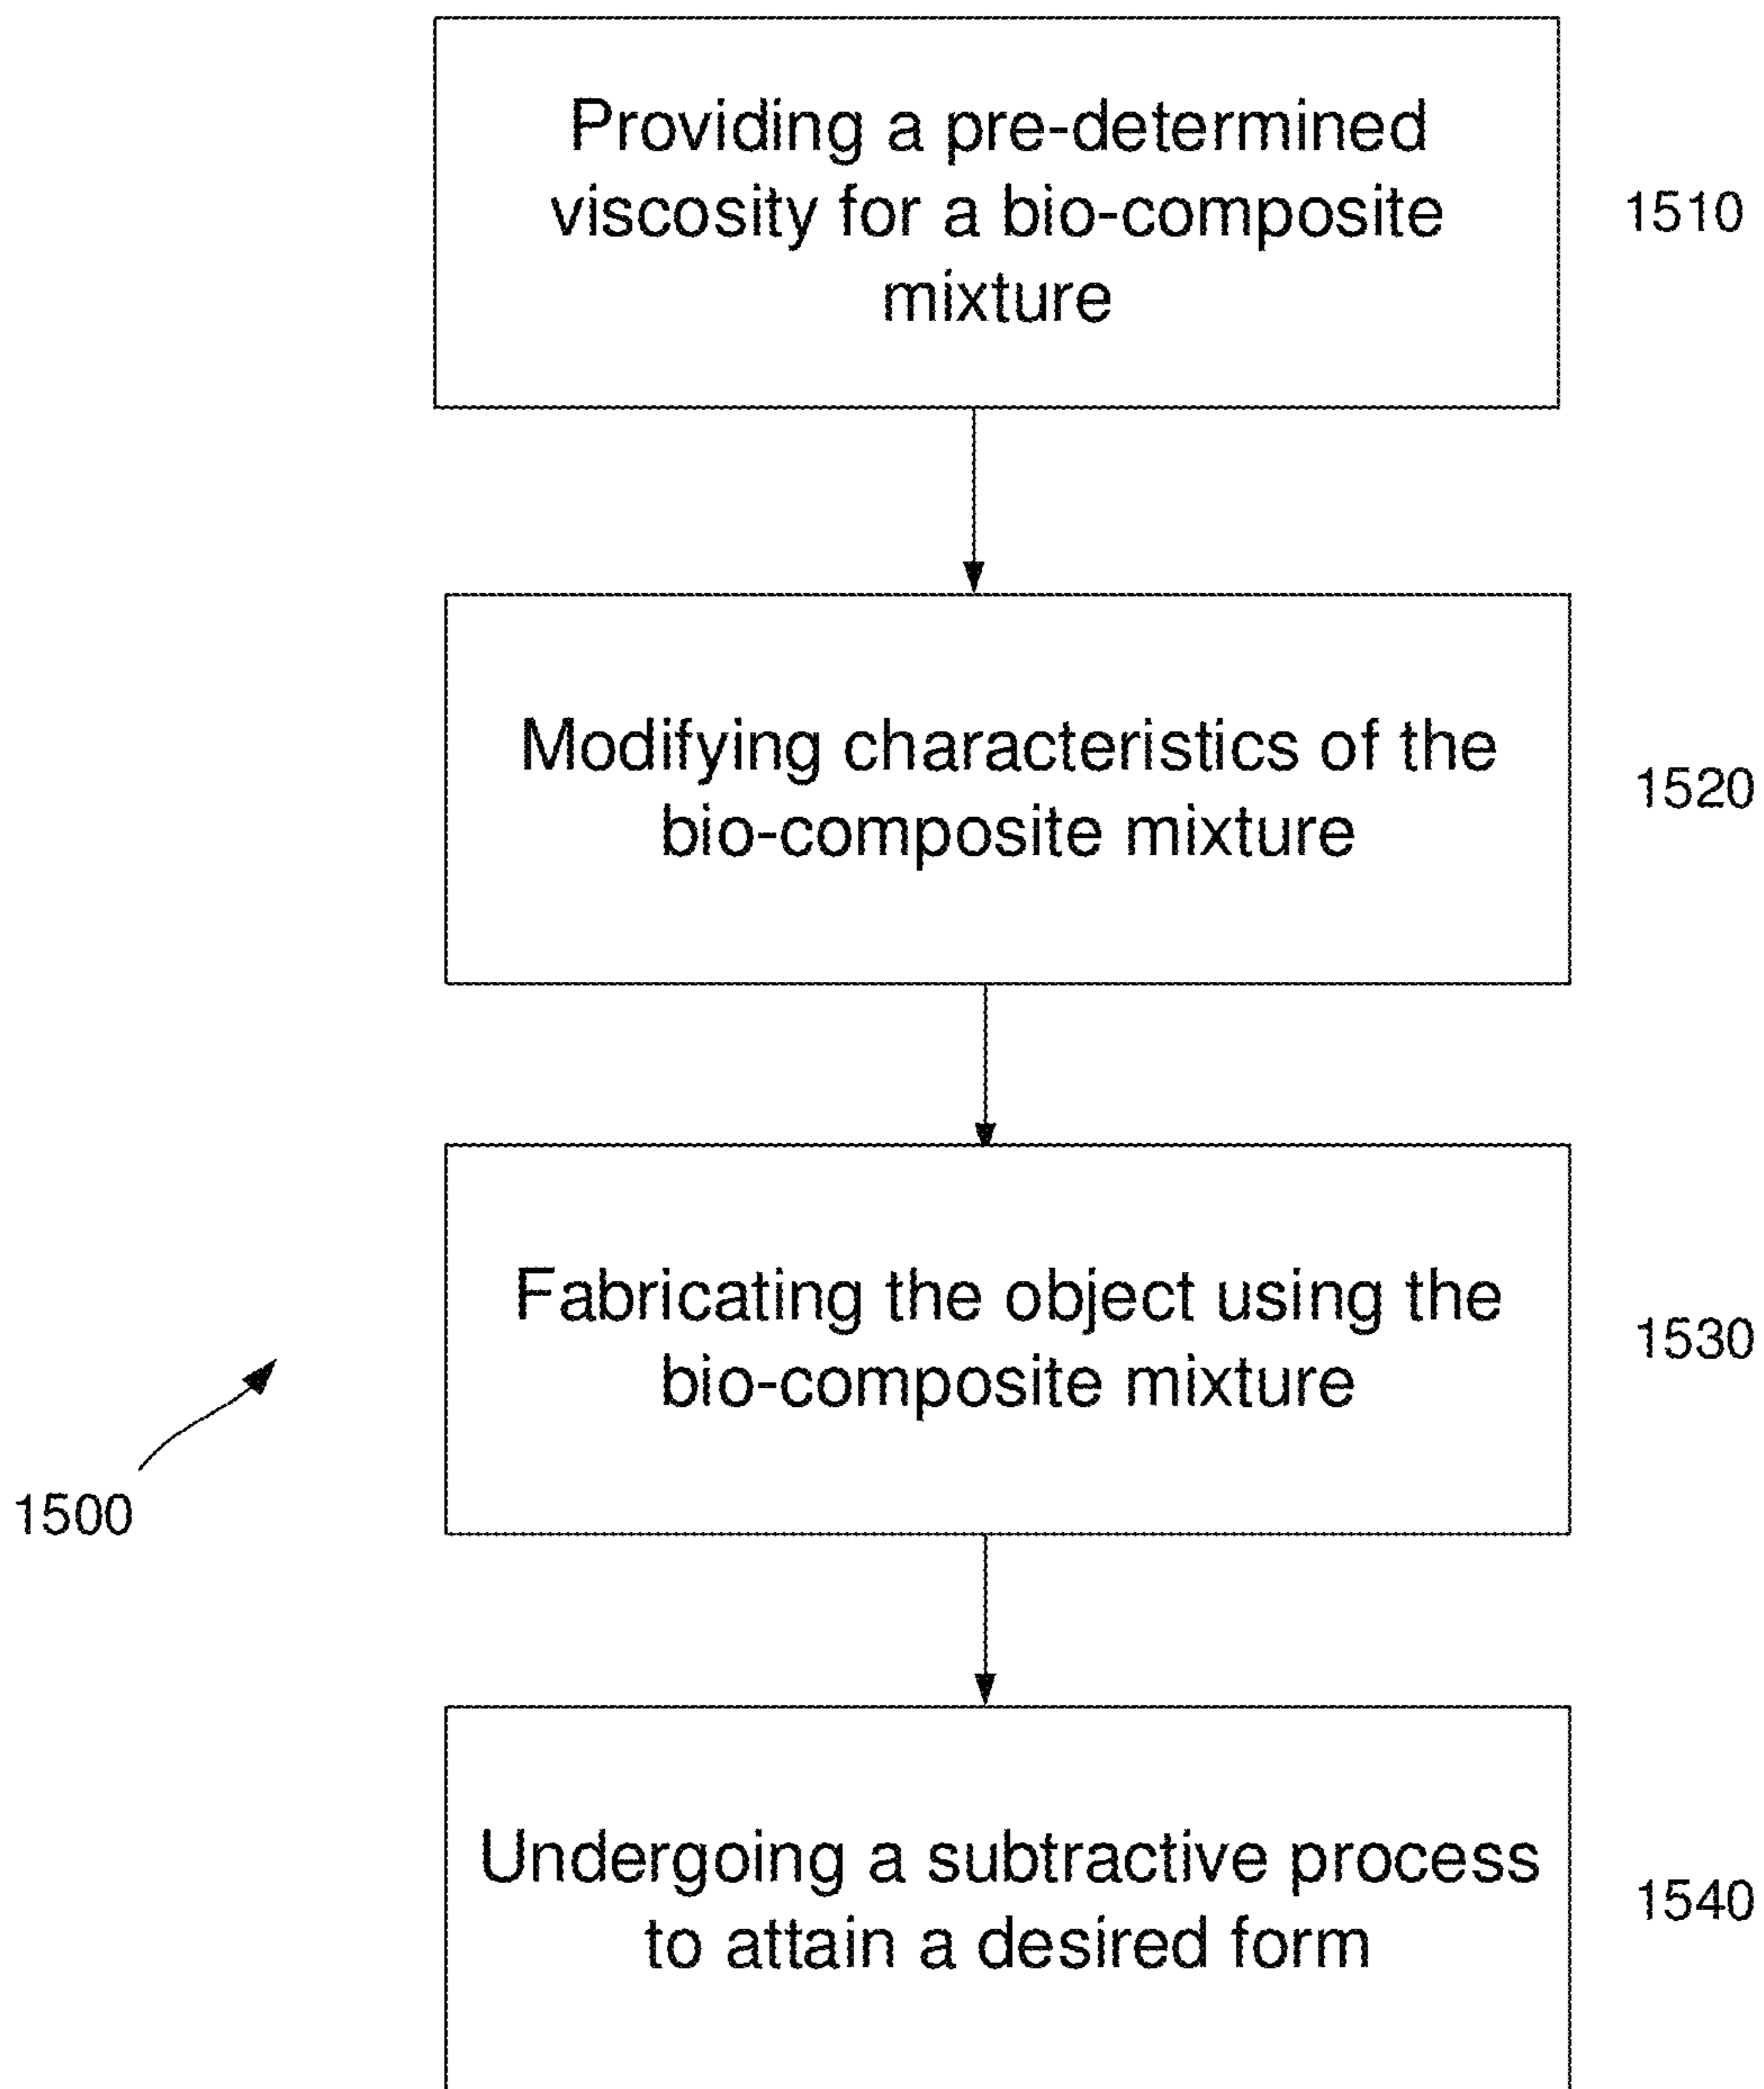 Providing a pre-determined
viscosity for a bio-composite
mixture
1510
Modifying characteristics of the
bio-composite mixture
1520
Fabricating the object using the
bio-composite mixture
1530
1500
Undergoing a subtractive process
to attain a desired form
1540